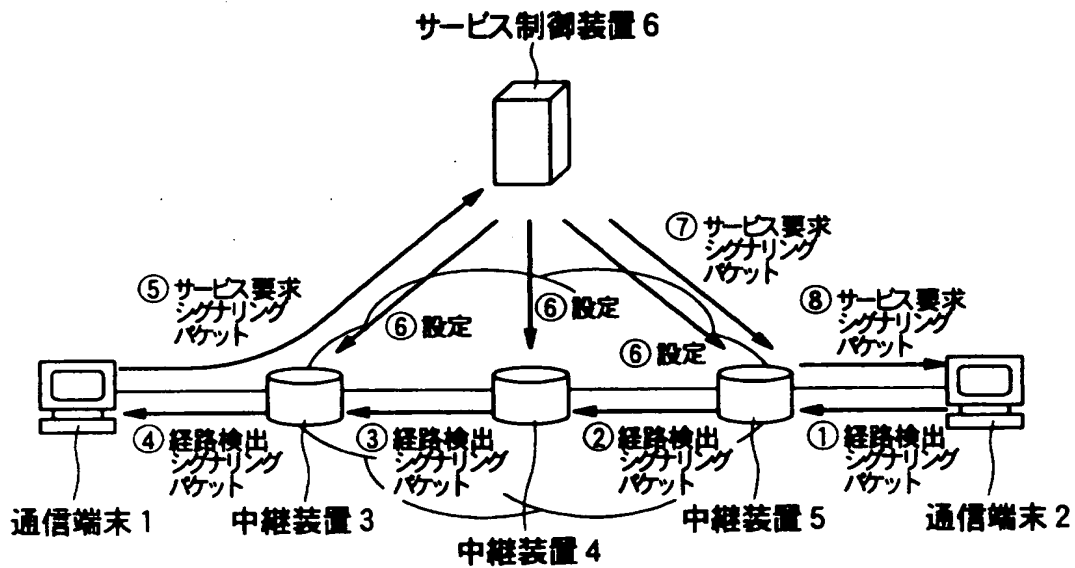 サービス制御装置6
⑦サービス要求
シグナリング
パケット
⑤サービス要求
シグナリング
パケット
⑧サービス要求
シグナリング
パケット
⑥設定
⑥設定
⑥設定
④経路検出
シグナリング
パケット
③経路検出
シグナリング
パケット
②経路検出
シグナリング
パケット
①経路検出
シグナリング
パケット
通信端末1
中継装置3
中継装置4
中継装置5
通信端末2